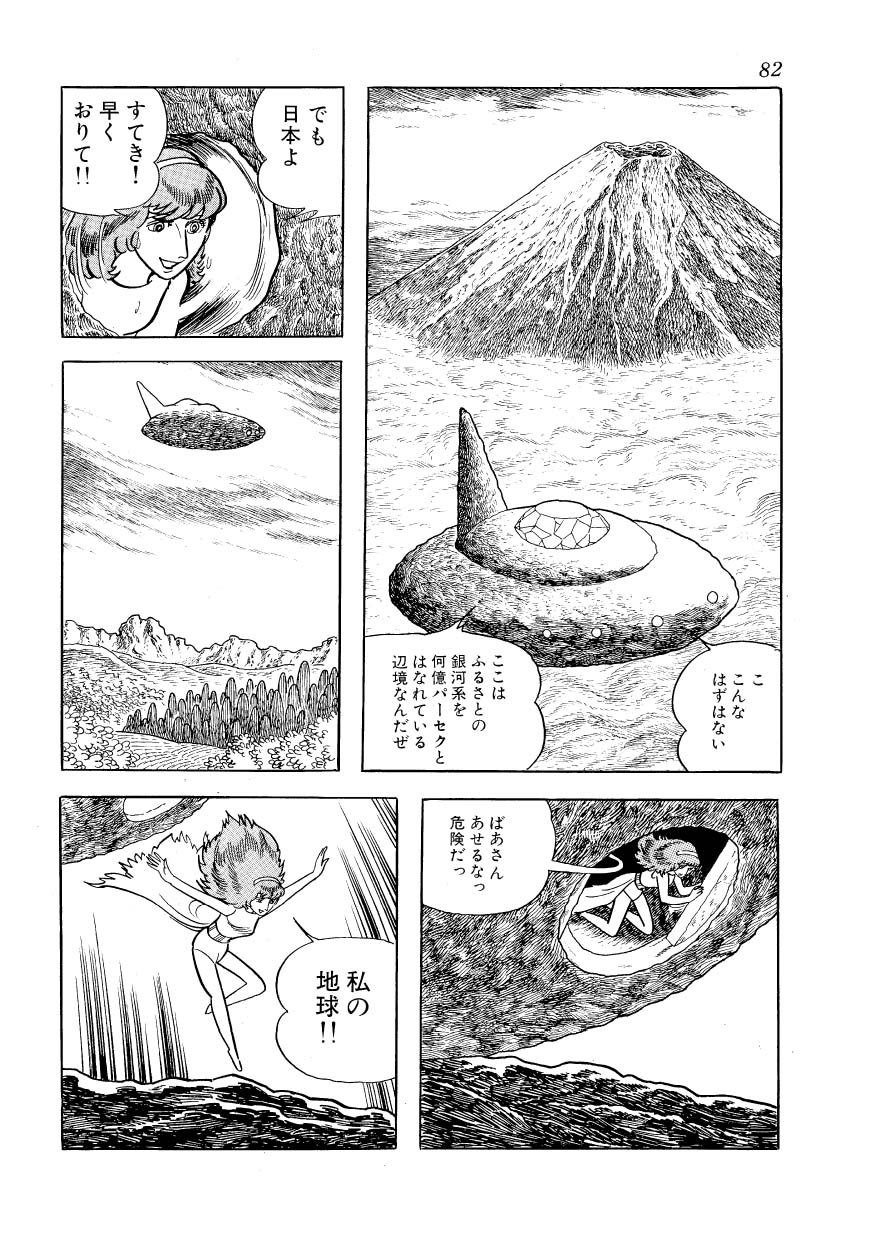 82
こ
こんな
はずはない
ここは
ふるさとの
銀河系を
何億パーセクと
はなれている
辺境なんだぜ
でも
日本よ
すてき!
早く
おりて!!
ばあさん
あせるなっ
危険だっ
私の
地球!!